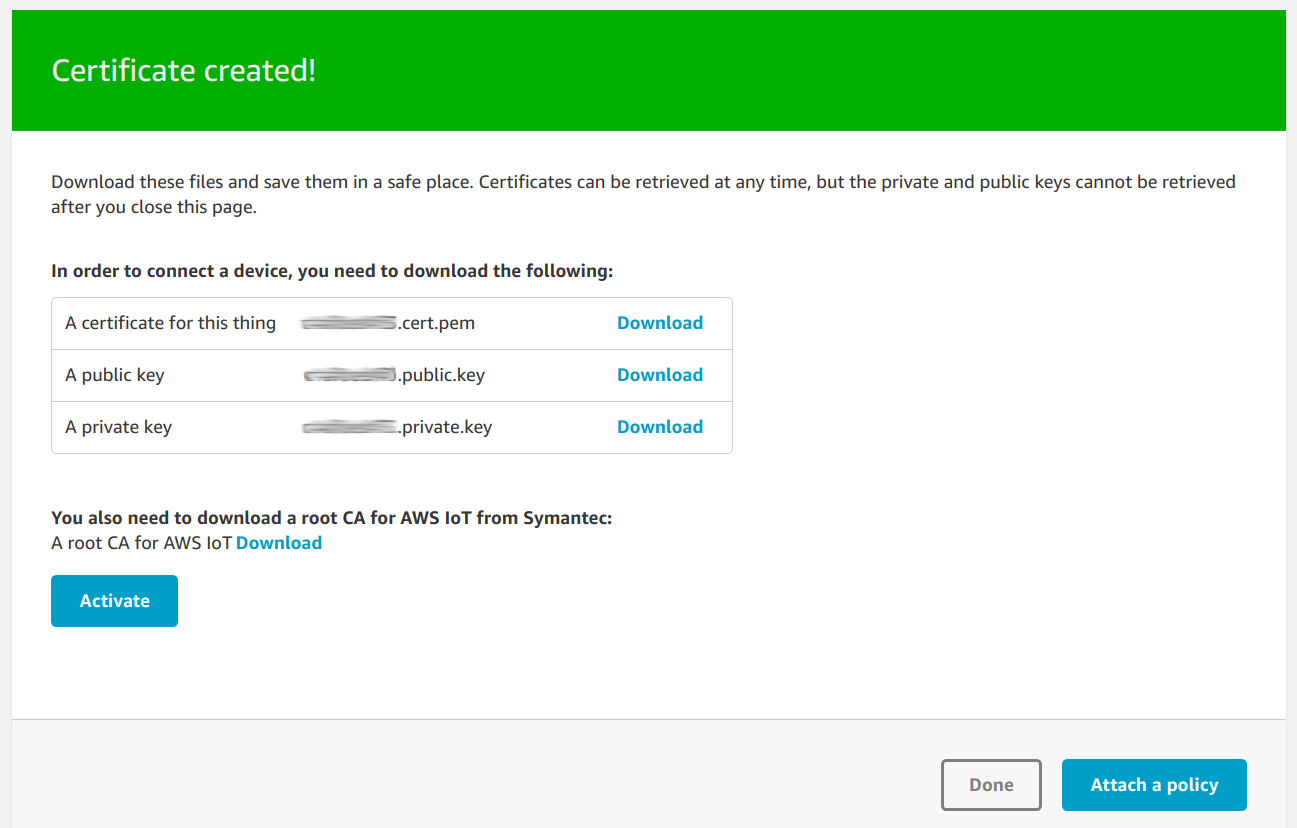 Certificate created!
Download these files and save them in a safe place. Certificates can be retrieved at any time, but the private and public keys cannot be retrieved
after you close this page.
In order to connect a device, you need to download the following:
A certificate for this thing .cert.pem Download
A public key .public.key Download
A private key .private.key Download
You also need to download a root CA for AWS IoT from Symantec:
A root CA for AWS IoT Download
Activate
Done Attach a policy